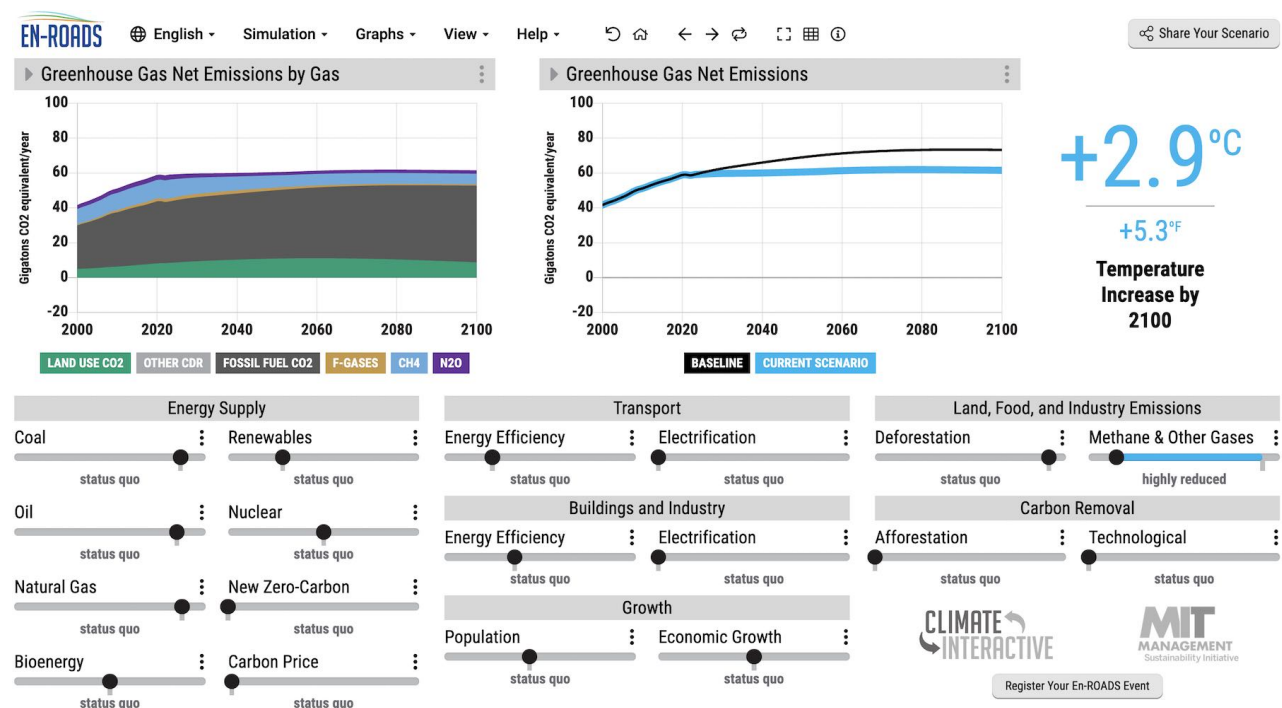 EN-ROADS English Simulation Graphs View Help Share Your Scenario
Greenhouse Gas Net Emissions by Gas
Gigatons CO2 equivalent/year
100
80
60
40
20
0
-20
2000 2020 2040 2060 2080 2100
LAND USE CO2 OTHER CDR FOSSIL FUEL CO2 F-GASES CH4 N2O
Greenhouse Gas Net Emissions
Gigatons CO2 equivalent/year
100
80
60
40
20
0
-20
2000 2020 2040 2060 2080 2100
BASELINE CURRENT SCENARIO
+2.9°C
+5.3°F
Temperature
Increase by
2100
Energy Supply
Coal Renewables
status quo status quo
Oil Nuclear
status quo status quo
Natural Gas New Zero-Carbon
status quo status quo
Bioenergy Carbon Price
status quo status quo
Transport
Energy Efficiency Electrification
status quo status quo
Buildings and Industry
Energy Efficiency Electrification
status quo status quo
Growth
Population Economic Growth
status quo status quo
Land, Food, and Industry Emissions
Deforestation Methane & Other Gases
status quo highly reduced
Carbon Removal
Afforestation Technological
status quo status quo
CLIMATE
INTERACTIVE
MIT
MANAGEMENT
Sustainability Initiative
Register Your En-ROADS Event